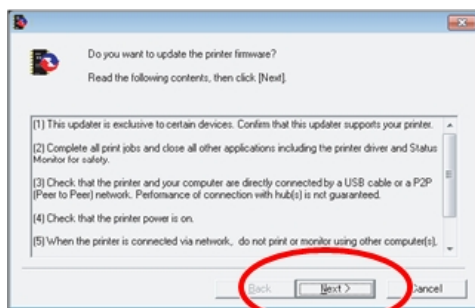 Do you want to update the printer firmware?
Read the following contents, then click [Next].
(1) This updater is exclusive to certain devices. Confirm that this updater supports your printer.
(2) Complete all print jobs and close all other applications including the printer driver and Status
Monitor for safety.
(3) Check that the printer and your computer are directly connected by a USB cable or a P2P
(Peer to Peer) network. Performance of connection with hub(s) is not guaranteed.
(4) Check that the printer power is on.
(5) When the printer is connected via network, do not print or monitor using other computer(s),
Back Next > Cancel